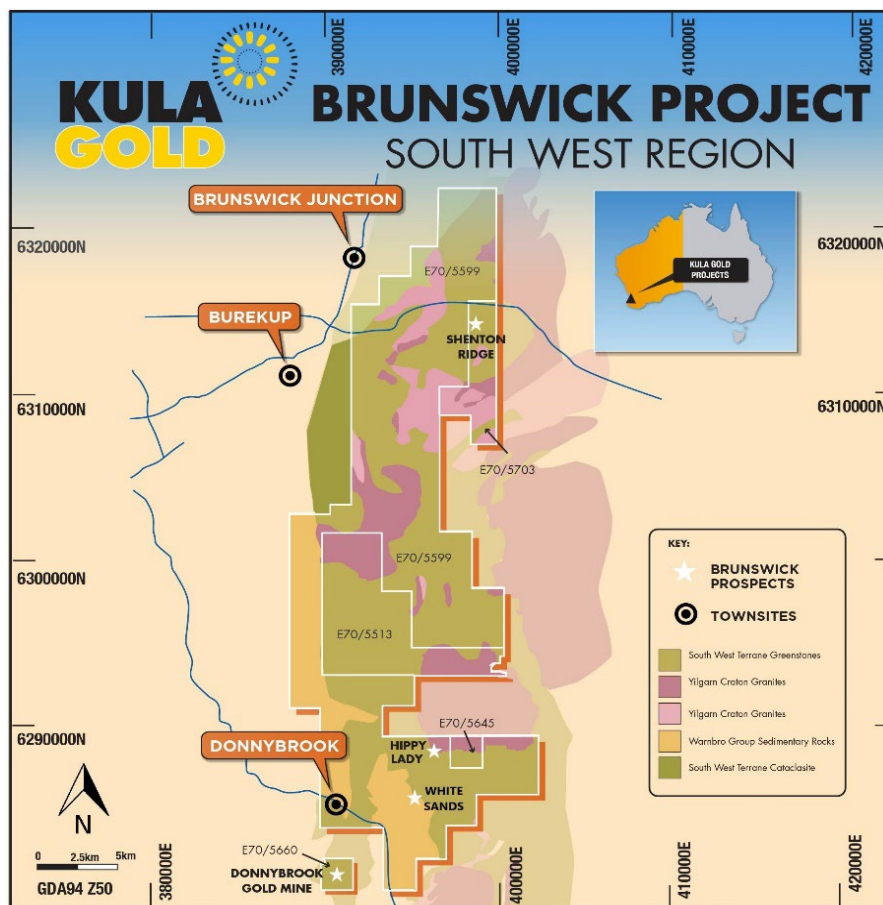 390000E
400000E
410000E
420000E
KULA
GOLD
BRUNSWICK PROJECT
SOUTH WEST REGION
BRUNSWICK JUNCTION
6320000N
6320000N
E70/5599
KULA GOLD
PROJECTS
BUREKUP
SHENTON
RIDGE
6310000N
6310000N
E70/5703
KEY:
BRUNSWICK
PROSPECTS
TOWNSITES
6300000N
E70/5599
E70/5513
South West Terrane Greenstones
Yilgarn Craton Granites
Yilgarn Craton Granites
Warnbro Group Sedimentary Rocks
South West Terrane Cataclasite
6290000N
E70/5645
DONNYBROOK
HIPPY
LADY
WHITE
SANDS
N
0 2.5km 5km
GDA94 Z50
E70/5660
DONNYBROOK
GOLD MINE
380000E
400000E
410000E
420000E